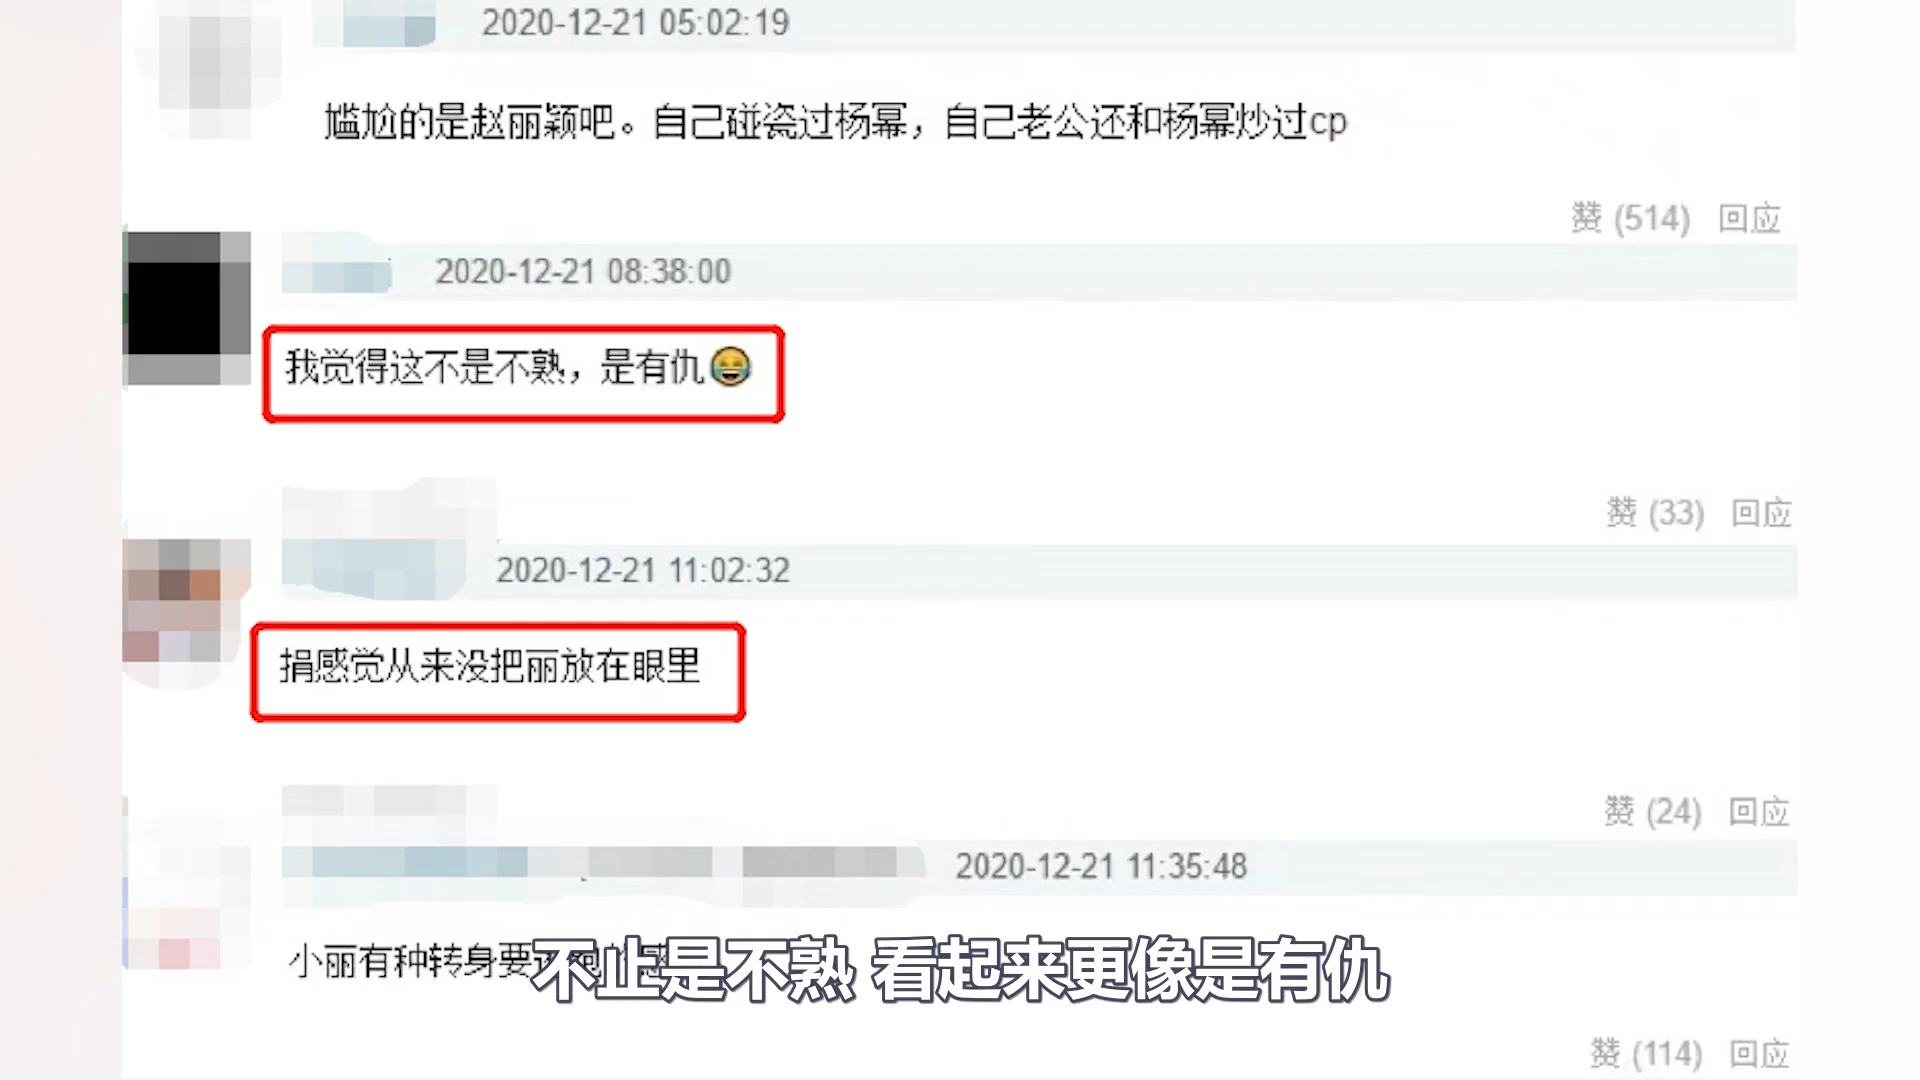 2020-12-21 05:02:19
尴尬的是赵丽颖吧。自己碰瓷过杨幂，自己老公还和杨幂炒过cp
赞 (514) 回应
2020-12-21 08:38:00
我觉得这不是不熟，是有仇😂
赞 (33) 回应
2020-12-21 11:02:32
捐感觉从来没把丽放在眼里
赞 (24) 回应
2020-12-21 11:35:48
小丽有种转身要
不止是不熟 看起来更像是有仇
赞 (114) 回应